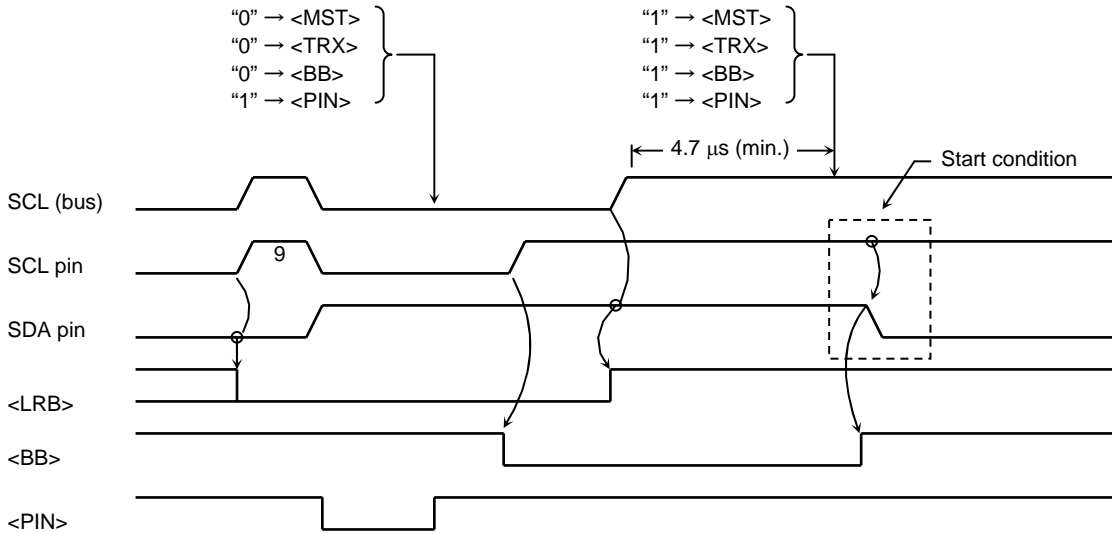 “0” → <MST>
“0” → <TRX>
“0” → <BB>
“1” → <PIN>
“1” → <MST>
“1” → <TRX>
“1” → <BB>
“1” → <PIN>
4.7 μs (min.)
Start condition
SCL (bus)
SCL pin
9
SDA pin
<LRB>
<BB>
<PIN>